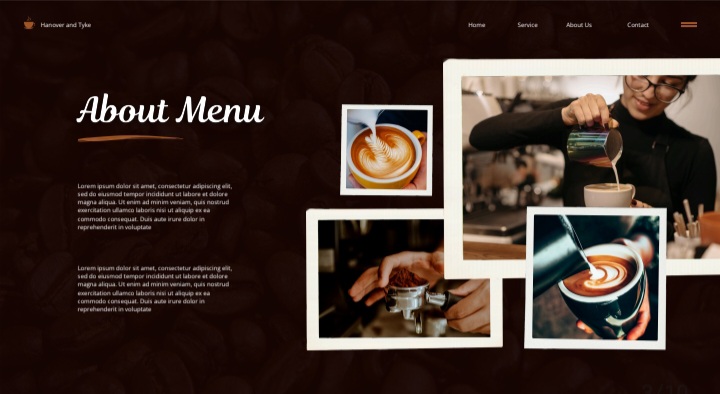 Hanover and Tyke
Home Service About Us Contact
About Menu
Lorem ipsum dolor sit amet, consectetur adipiscing elit,
sed do eiusmod tempor incididunt ut labore et dolore
magna aliqua. Ut enim ad minim veniam, quis nostrud
exercitation ullamco laboris nisi ut aliquip ex ea
commodo consequat. Duis aute irure dolor in
reprehenderit in voluptate
Lorem ipsum dolor sit amet, consectetur adipiscing elit,
sed do eiusmod tempor incididunt ut labore et dolore
magna aliqua. Ut enim ad minim veniam, quis nostrud
exercitation ullamco laboris nisi ut aliquip ex ea
commodo consequat. Duis aute irure dolor in
reprehenderit in voluptate